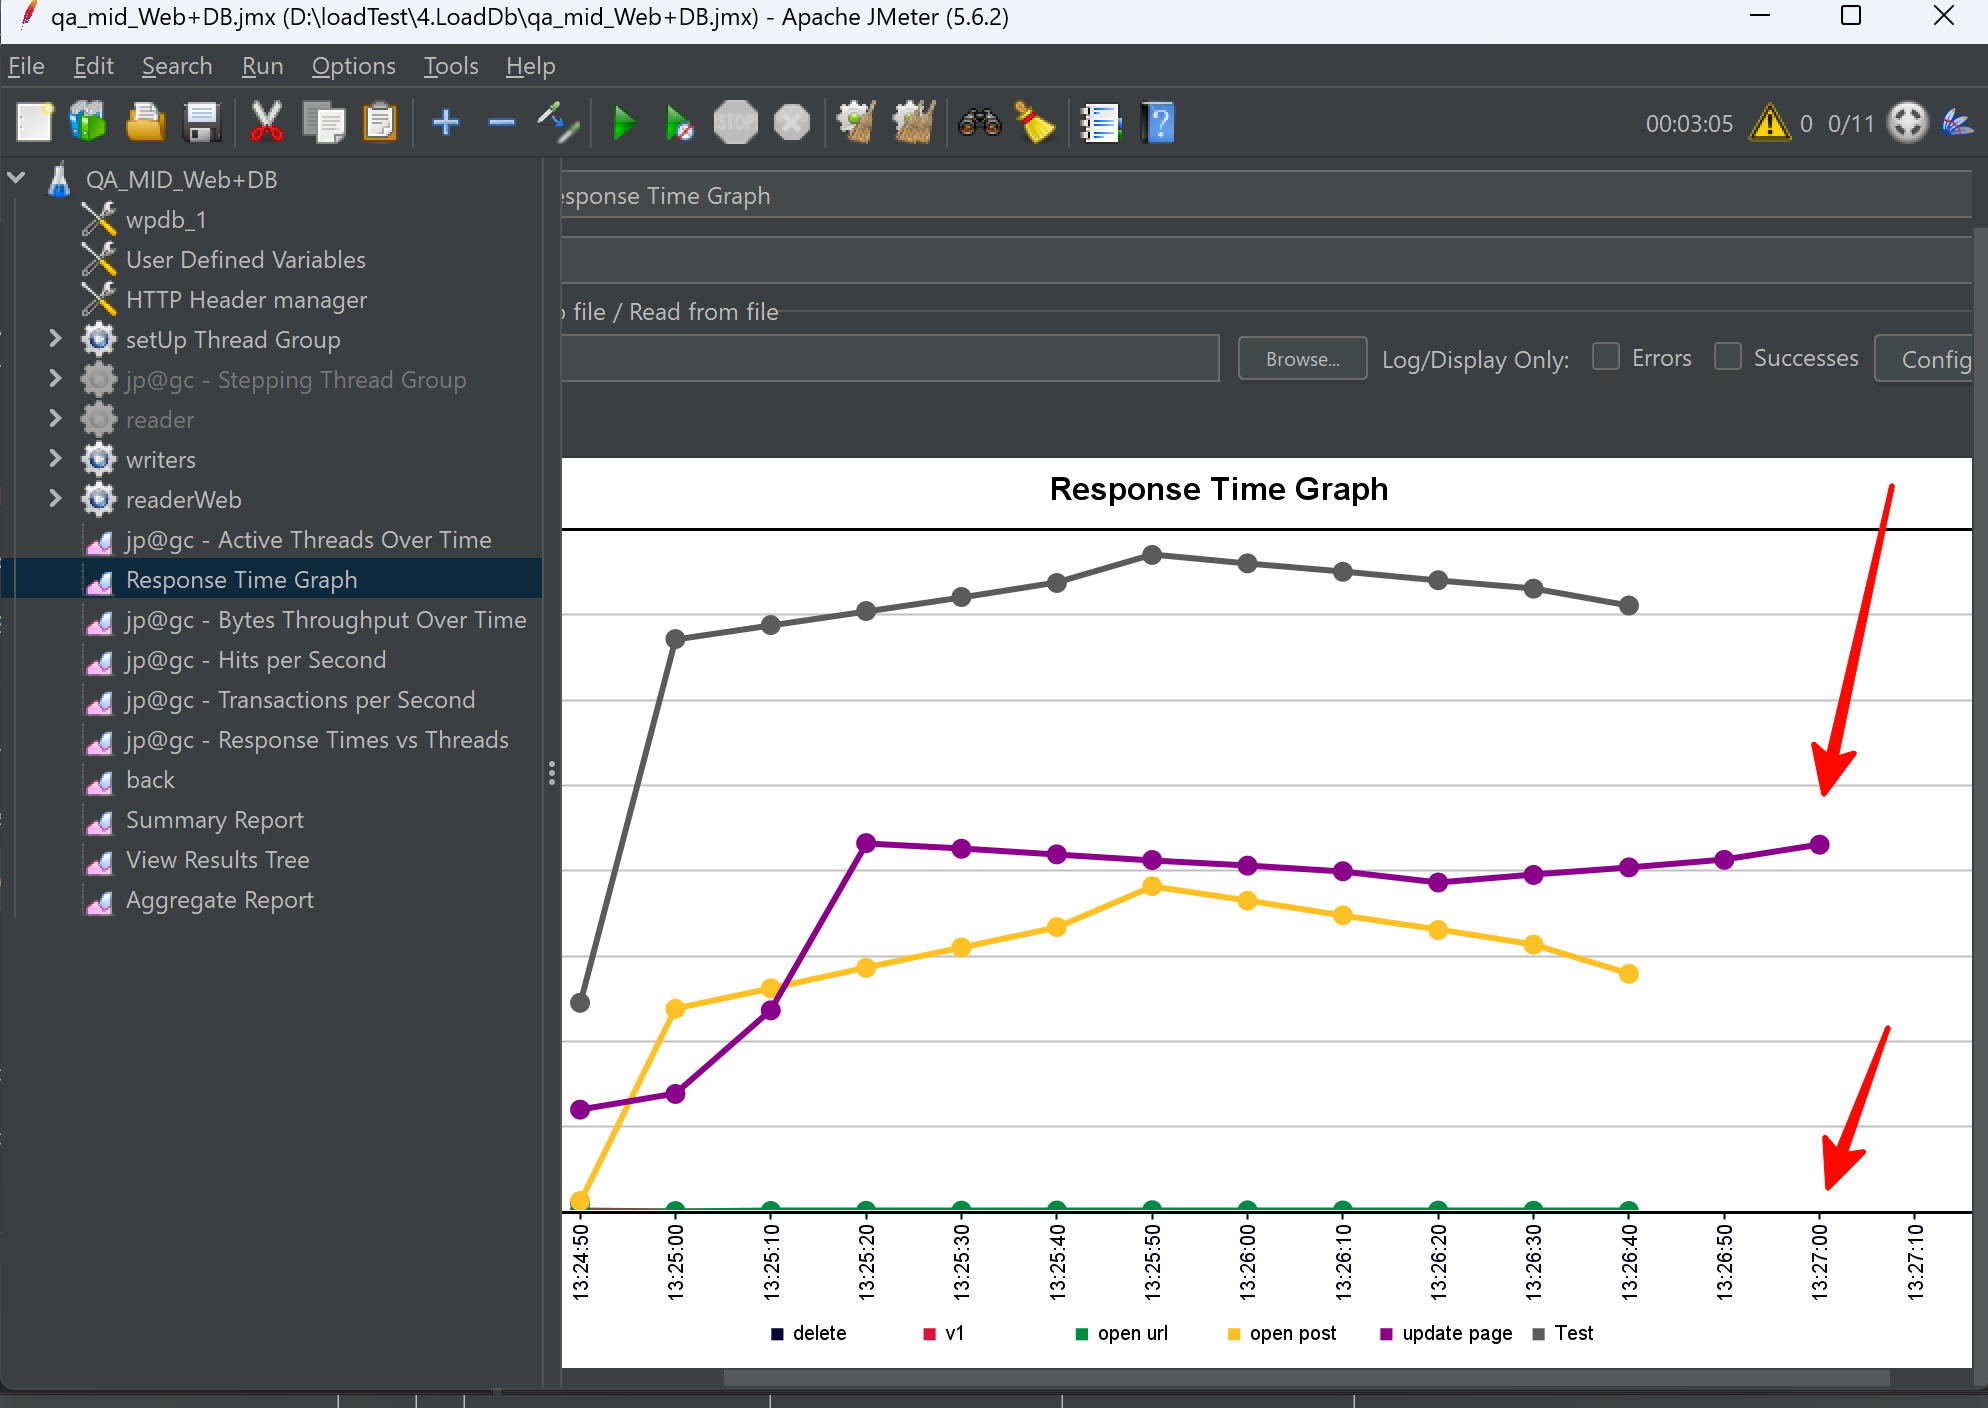 qa_mid_Web+DB.jmx (D:\loadTest\4.LoadDb\qa_mid_Web+DB.jmx) - Apache JMeter (5.6.2)
File Edit Search Run Options Tools Help
STOP 00:03:05 0 0/11
QA_MID_Web+DB
wpdb_1
User Defined Variables
HTTP Header manager
setUp Thread Group
jp@gc - Stepping Thread Group
reader
writers
readerWeb
jp@gc - Active Threads Over Time
Response Time Graph
jp@gc - Bytes Throughput Over Time
jp@gc - Hits per Second
jp@gc - Transactions per Second
jp@gc - Response Times vs Threads
back
Summary Report
View Results Tree
Aggregate Report
esponse Time Graph
o file / Read from file
Browse... Log/Display Only: Errors Successes Config
Response Time Graph
13:24:50 13:25:00 13:25:10 13:25:20 13:25:30 13:25:40 13:25:50 13:26:00 13:26:10 13:26:20 13:26:30 13:26:40 13:26:50 13:27:00 13:27:10
delete v1 open url open post update page Test